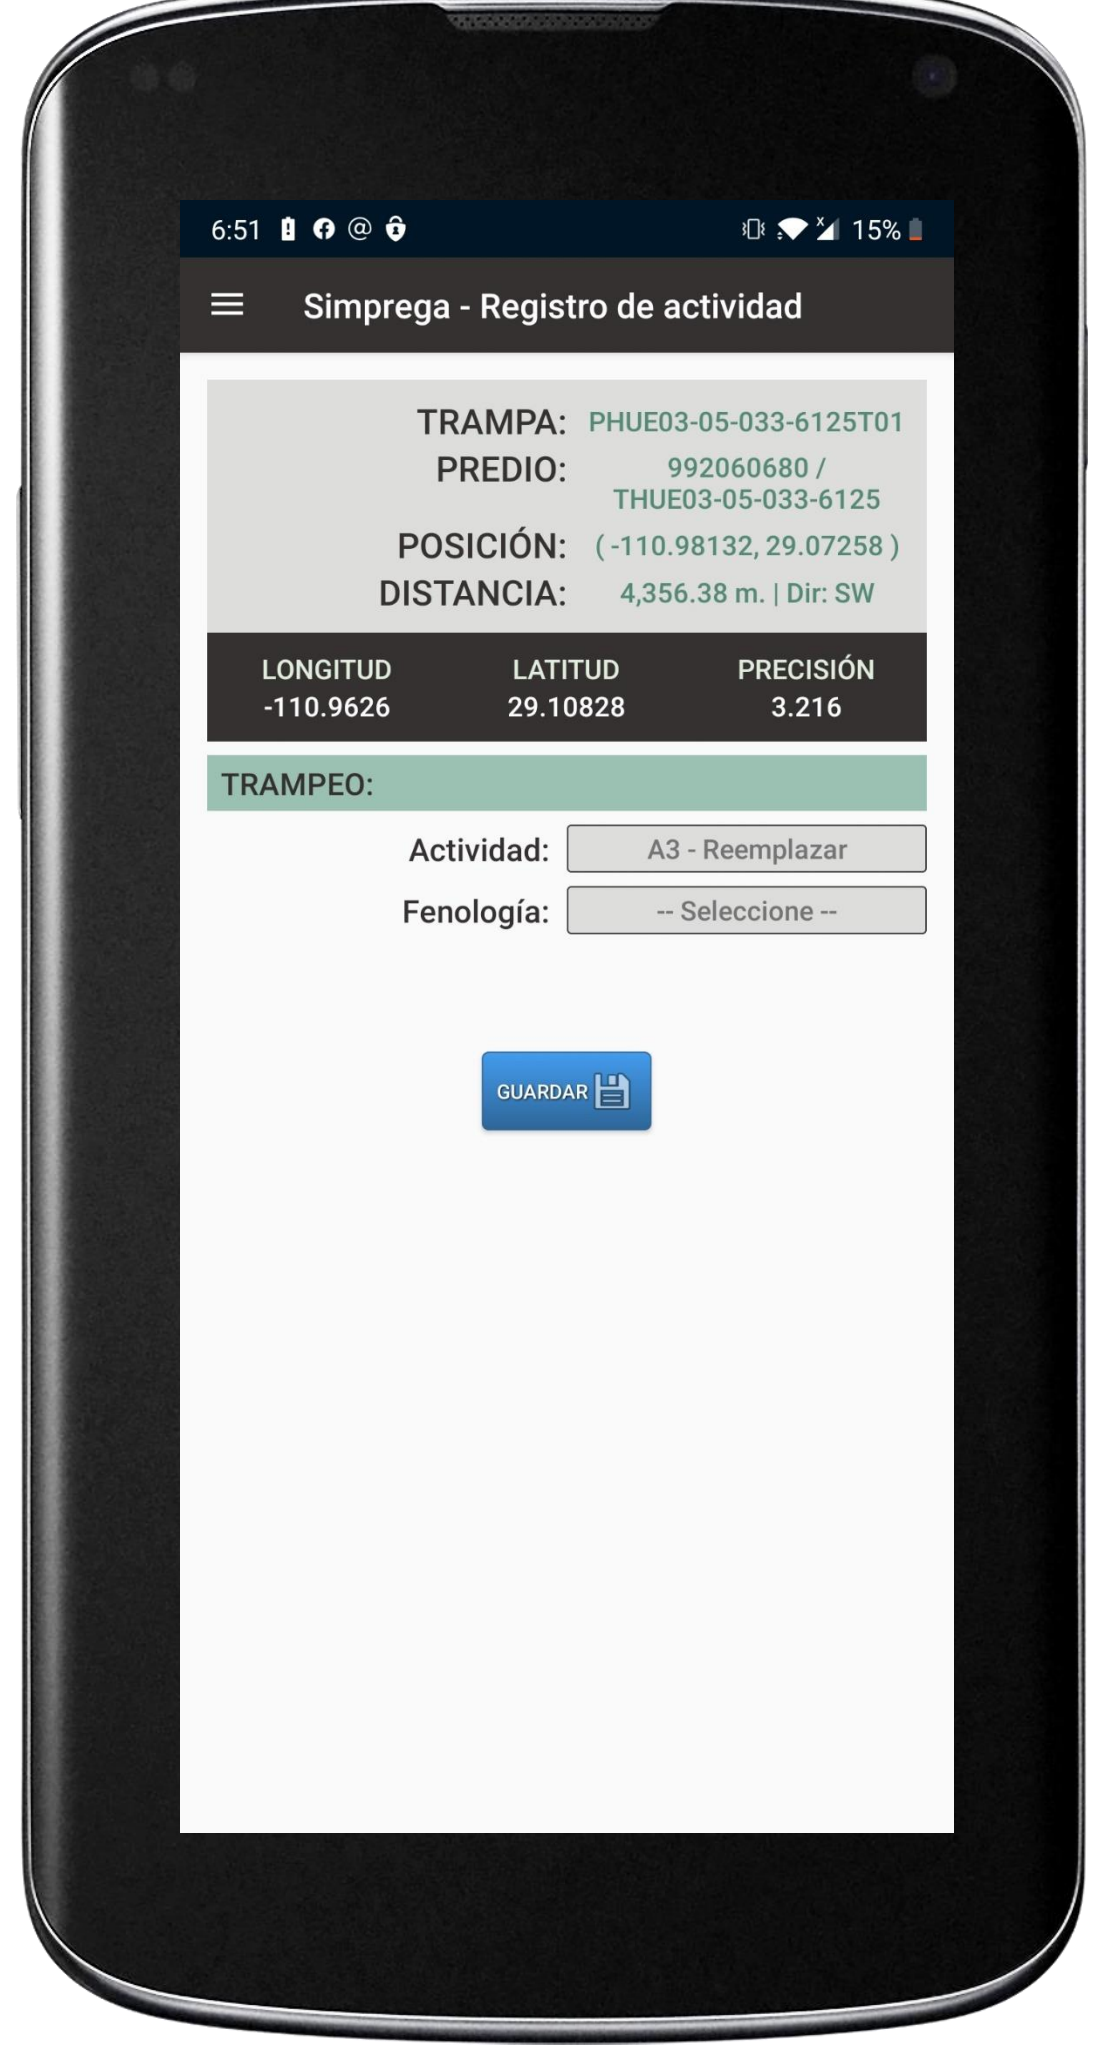 6:51 @ 15%
Simprega - Registro de actividad
TRAMPA: PHUE03-05-033-6125T01
PREDIO: 992060680 /
THUE03-05-033-6125
POSICIÓN: ( -110.98132, 29.07258 )
DISTANCIA: 4,356.38 m. | Dir: SW
LONGITUD LATITUD PRECISIÓN
-110.9626 29.10828 3.216
TRAMPEO:
Actividad: A3 - Reemplazar
Fenología: -- Seleccione --
GUARDAR